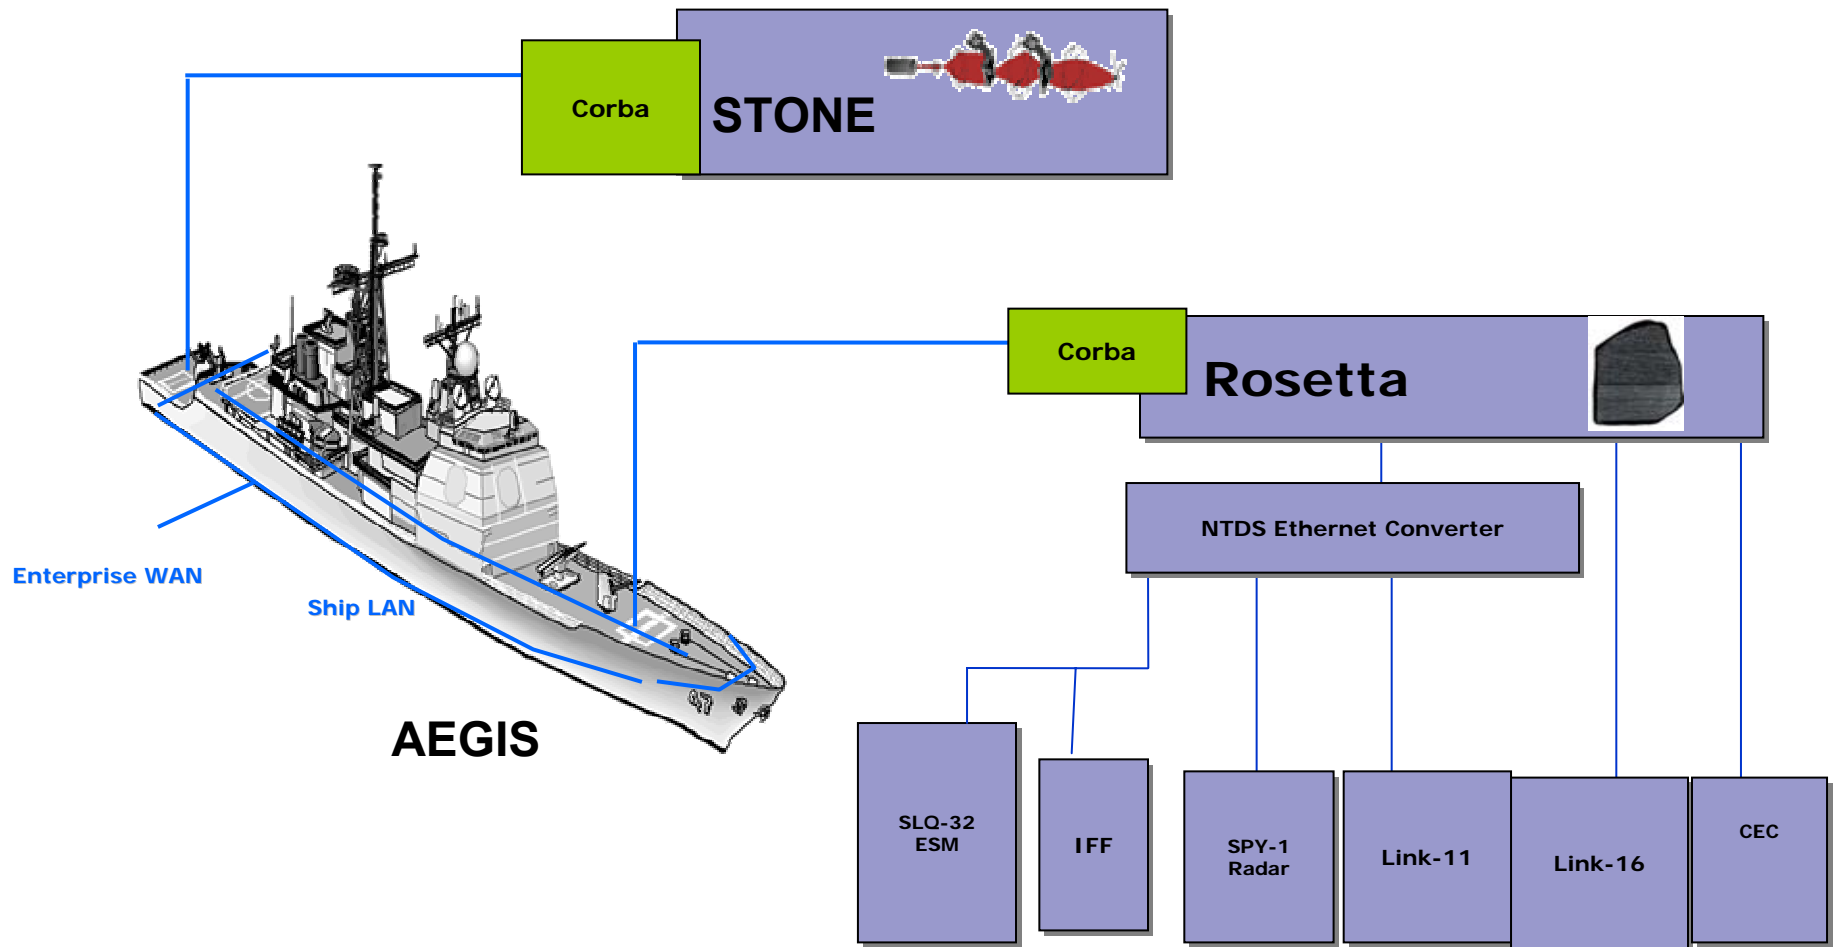 Corba
STONE
Corba
Rosetta
NTDS Ethernet Converter
Enterprise WAN
Ship LAN
47
AEGIS
SLQ-32
ESM
IFF
SPY-1
Radar
Link-11
Link-16
CEC